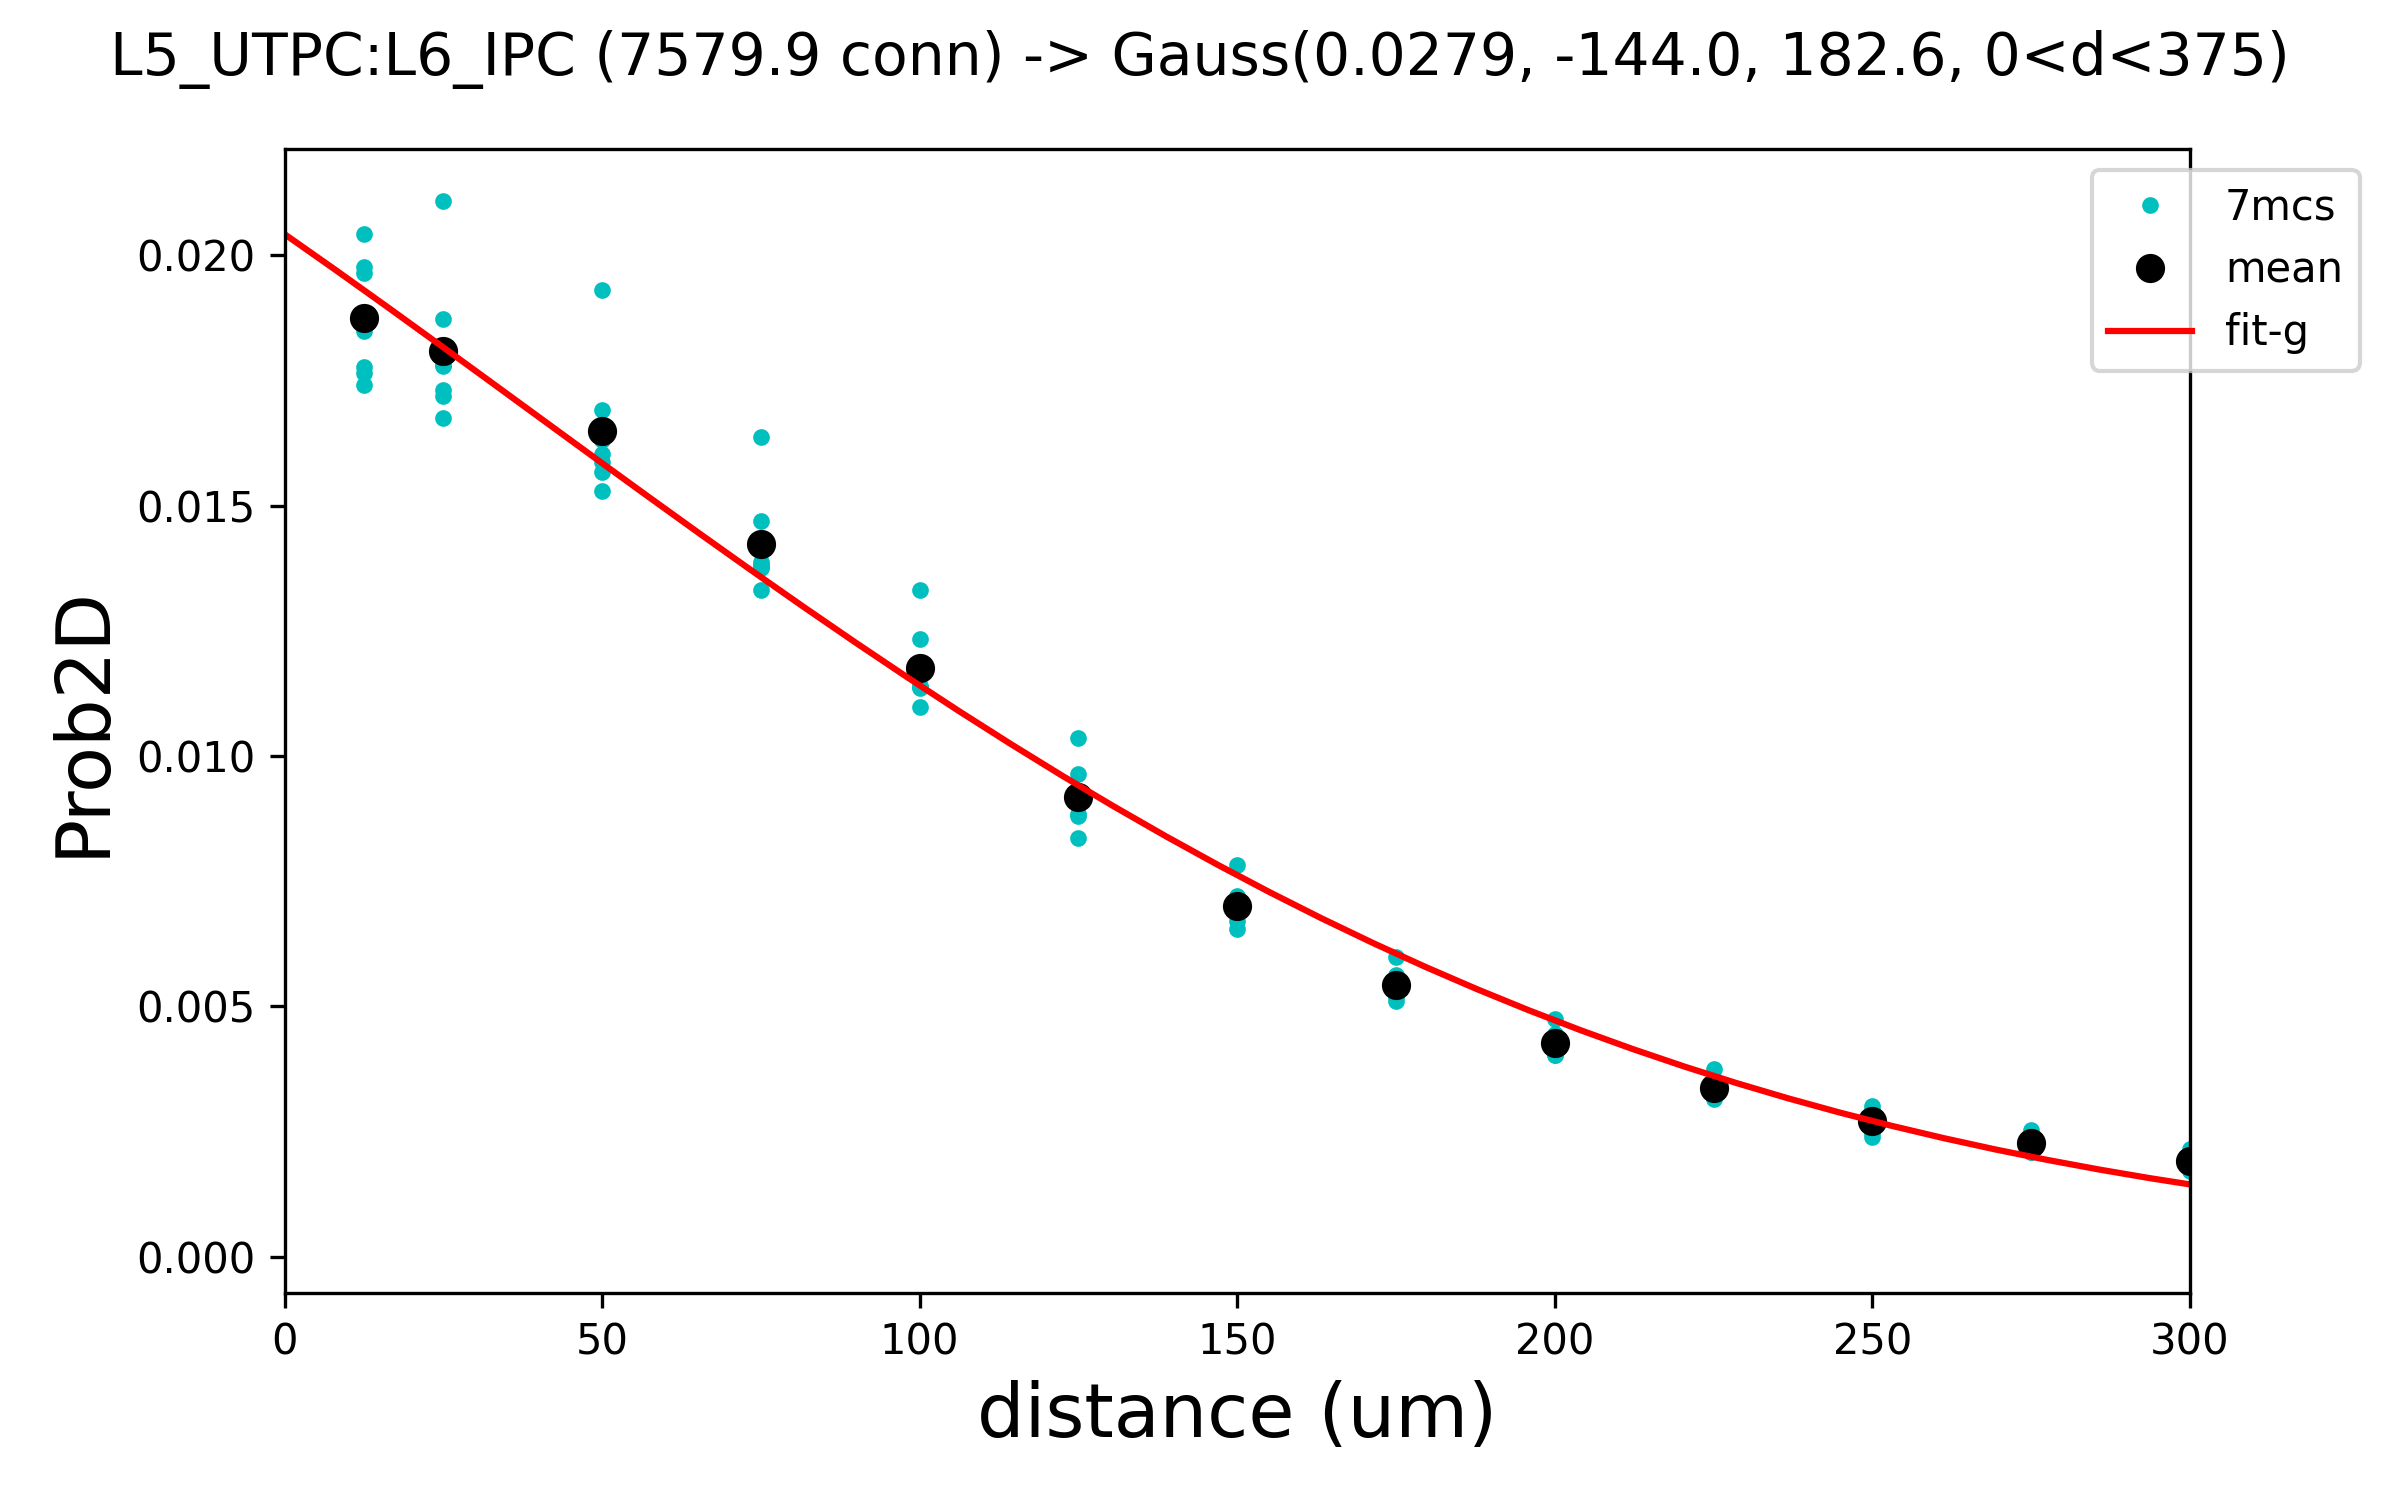 L5_UTPC:L6_IPC (7579.9 conn) -> Gauss(0.0279, -144.0, 182.6, 0<d<375)
7mcs
mean
fit-g
0.020
0.015
0.010
0.005
0.000
Prob2D
0 50 100 150 200 250 300
distance (um)